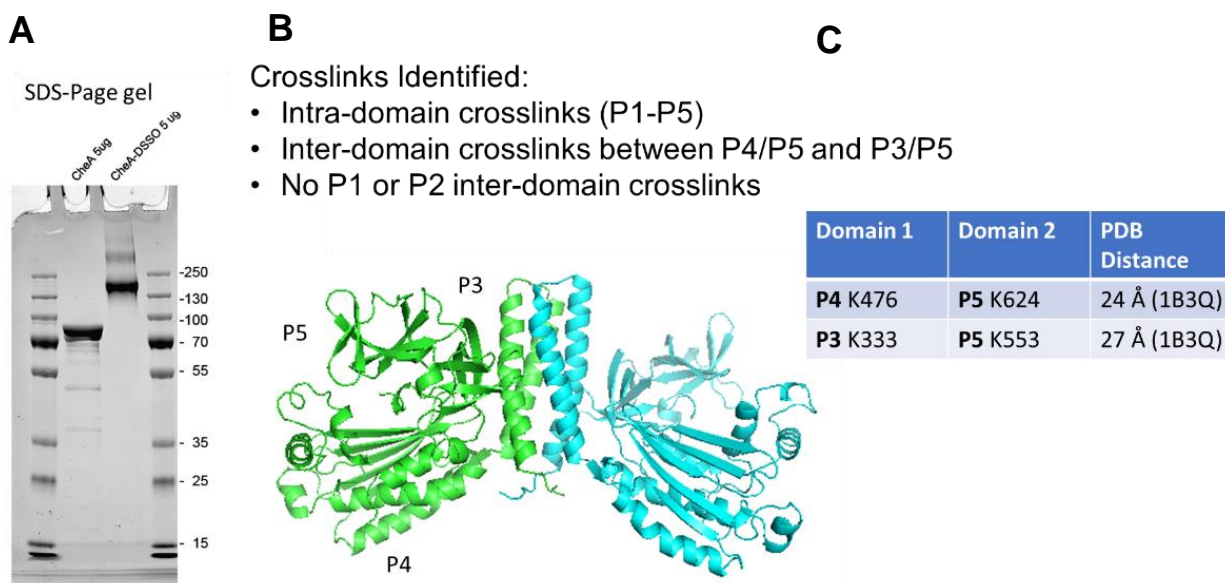 A
B
C
SDS-Page gel
CheA 5ug
CheA-DSSO 5 ug
-250
-130
-100
- 70
- 55
- 35
- 25
- 15
Crosslinks Identified:
• Intra-domain crosslinks (P1-P5)
• Inter-domain crosslinks between P4/P5 and P3/P5
• No P1 or P2 inter-domain crosslinks
P3
P5
P4
Domain 1 Domain 2 PDB
Distance
P4 K476 P5 K624 24 Å (1B3Q)
P3 K333 P5 K553 27 Å (1B3Q)